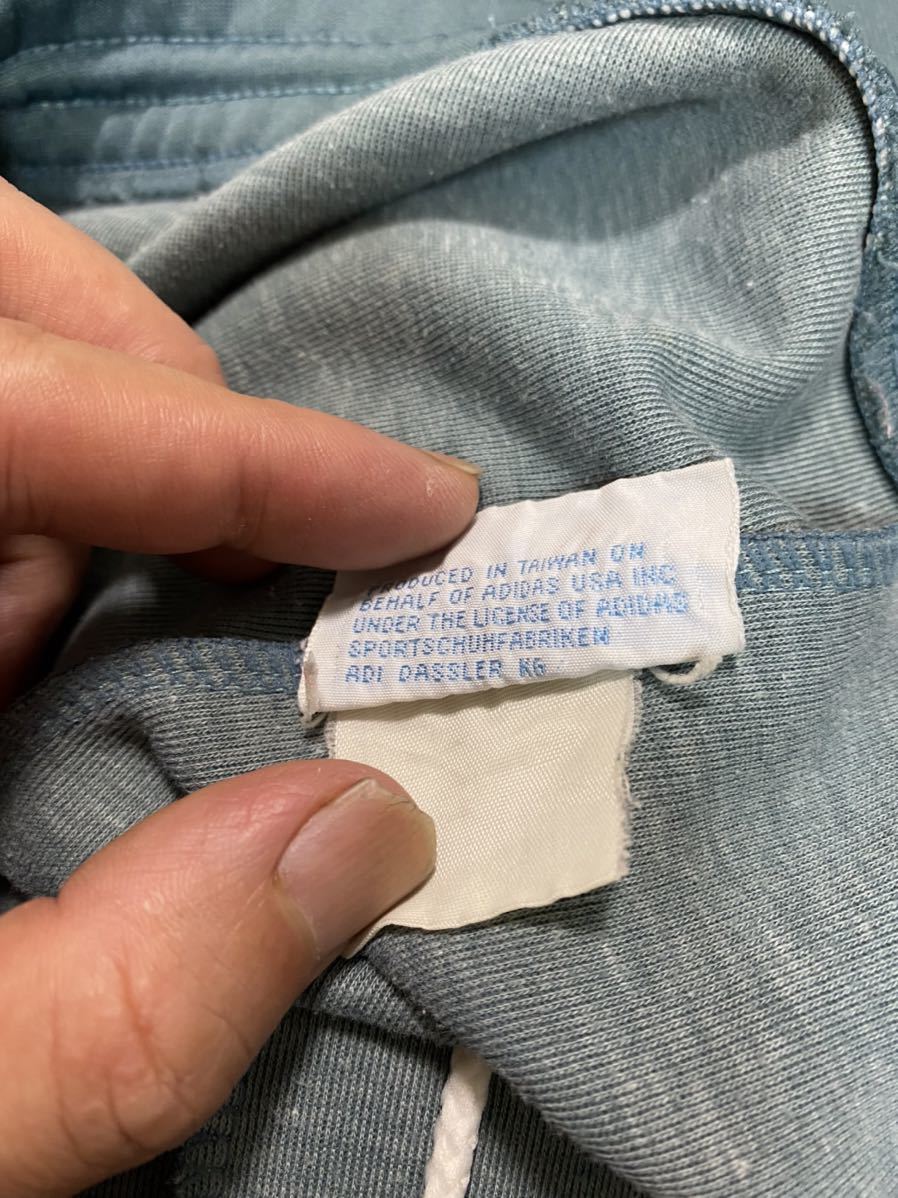 PRODUCED IN TAIWAN ON
BEHALF OF ADIDAS USA INC
UNDER THE LICENSE OF ADIDAS
SPORTSCHUHFABRIKEN
ADI DASSLER KG